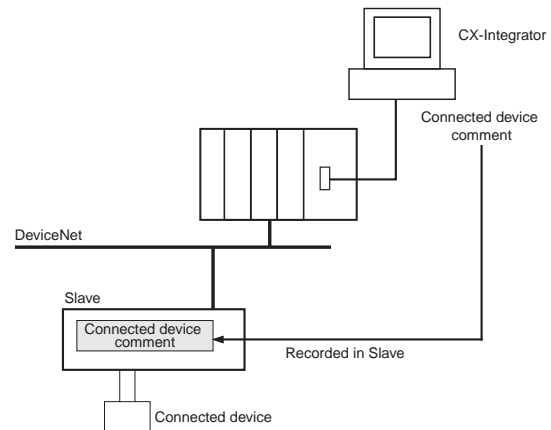 CX-Integrator
Connected device
comment
DeviceNet
Slave
Connected device
comment
Recorded in Slave
Connected device